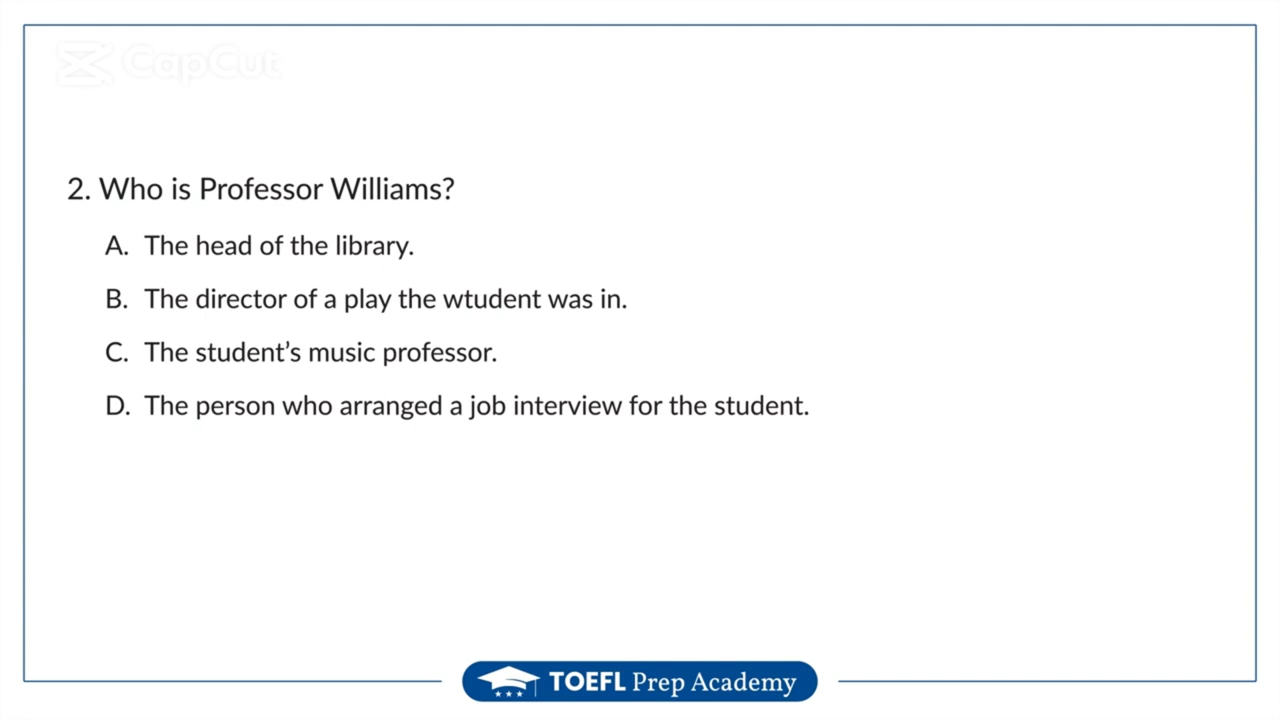 CapCut
2. Who is Professor Williams?
A. The head of the library.
B. The director of a play the wtudent was in.
C. The student’s music professor.
D. The person who arranged a job interview for the student.
TOEFL Prep Academy